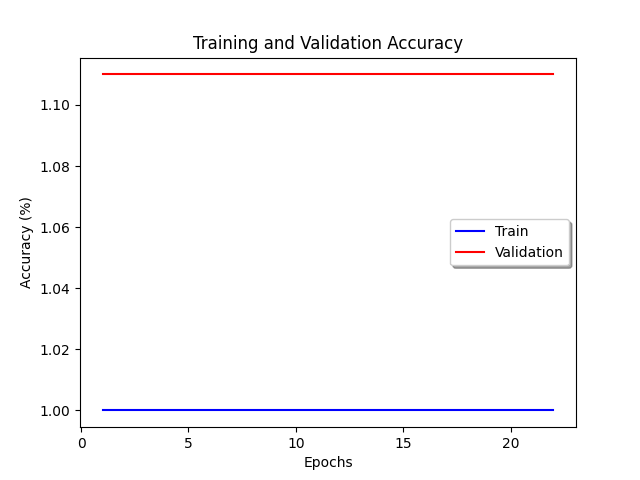 Training and Validation Accuracy
Accuracy (%)
1.10
1.08
1.06
1.04
1.02
1.00
Train
Validation
0
5
10
15
20
Epochs